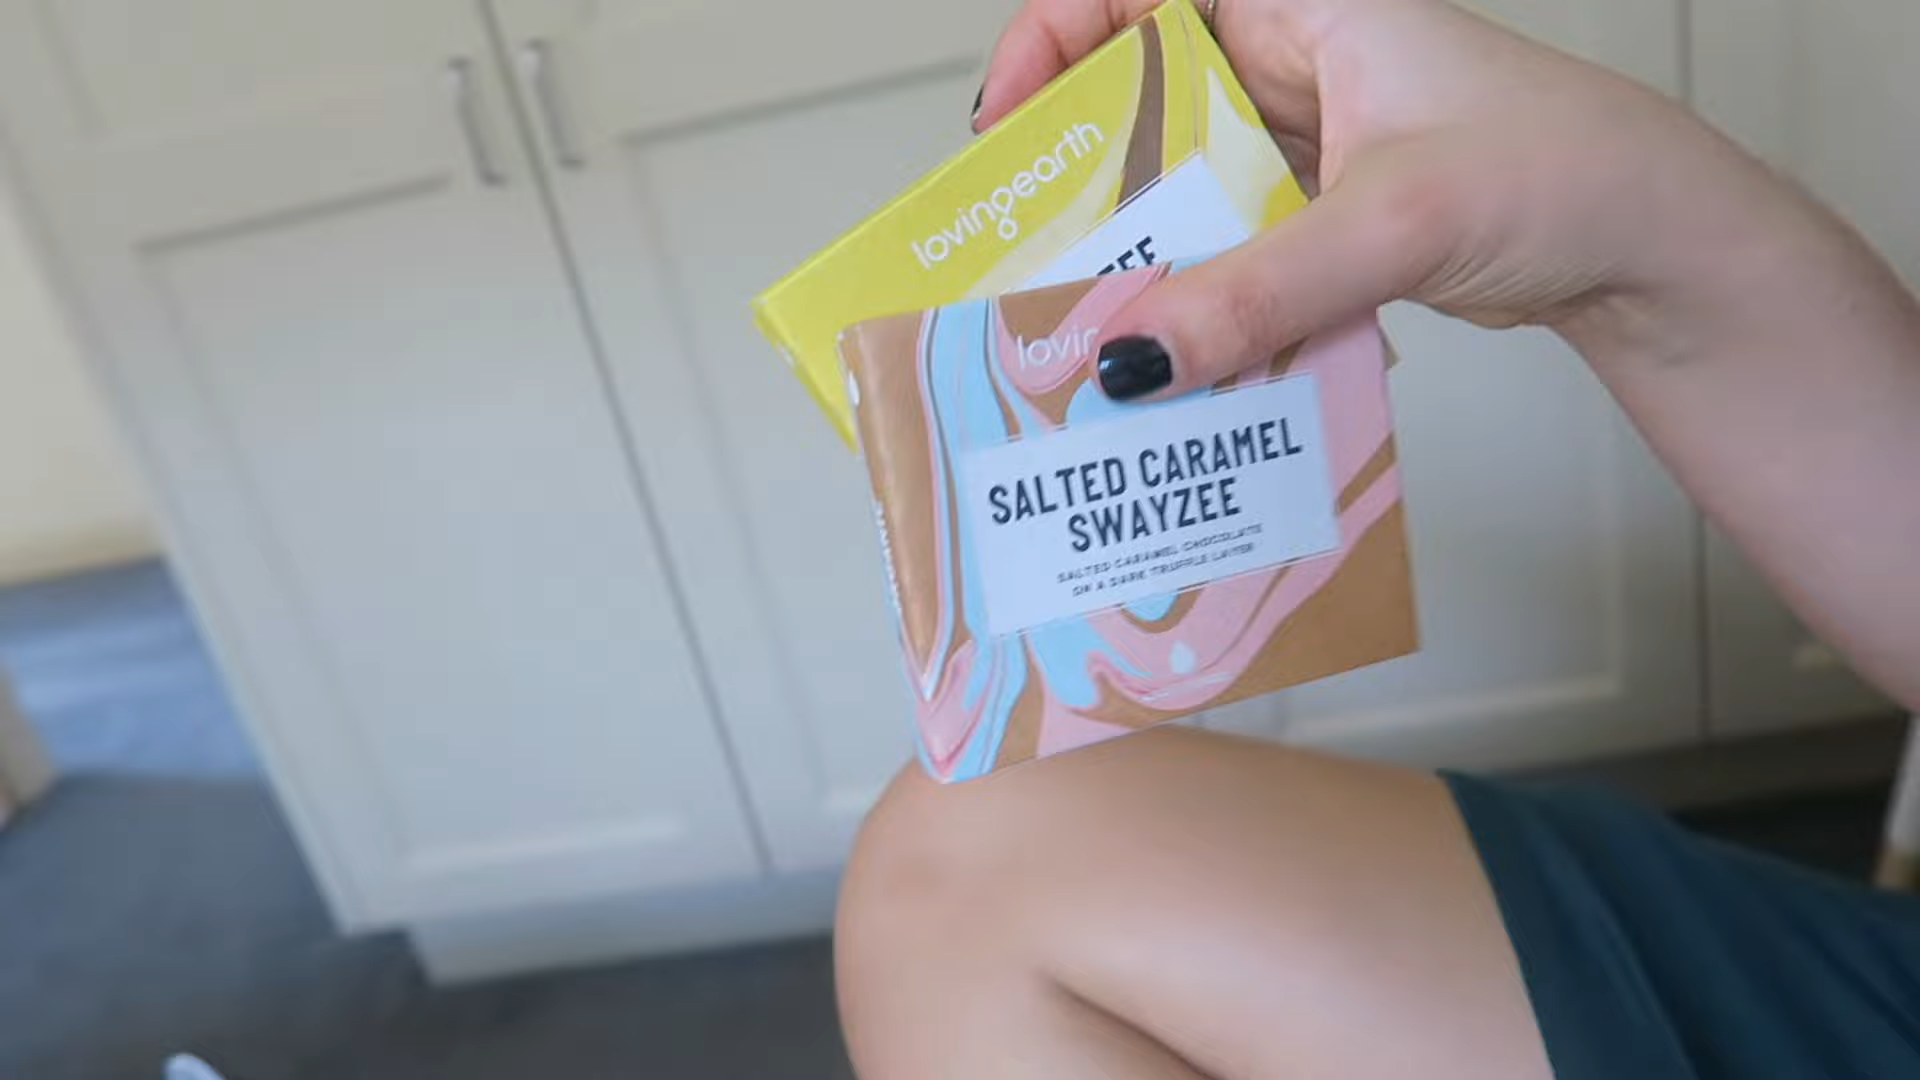 lovingearth
SALTED CARAMEL
SWAYZEE
SALTED CARAMEL CHOCOLATE
ON A DARK TRUFFLE LAYER